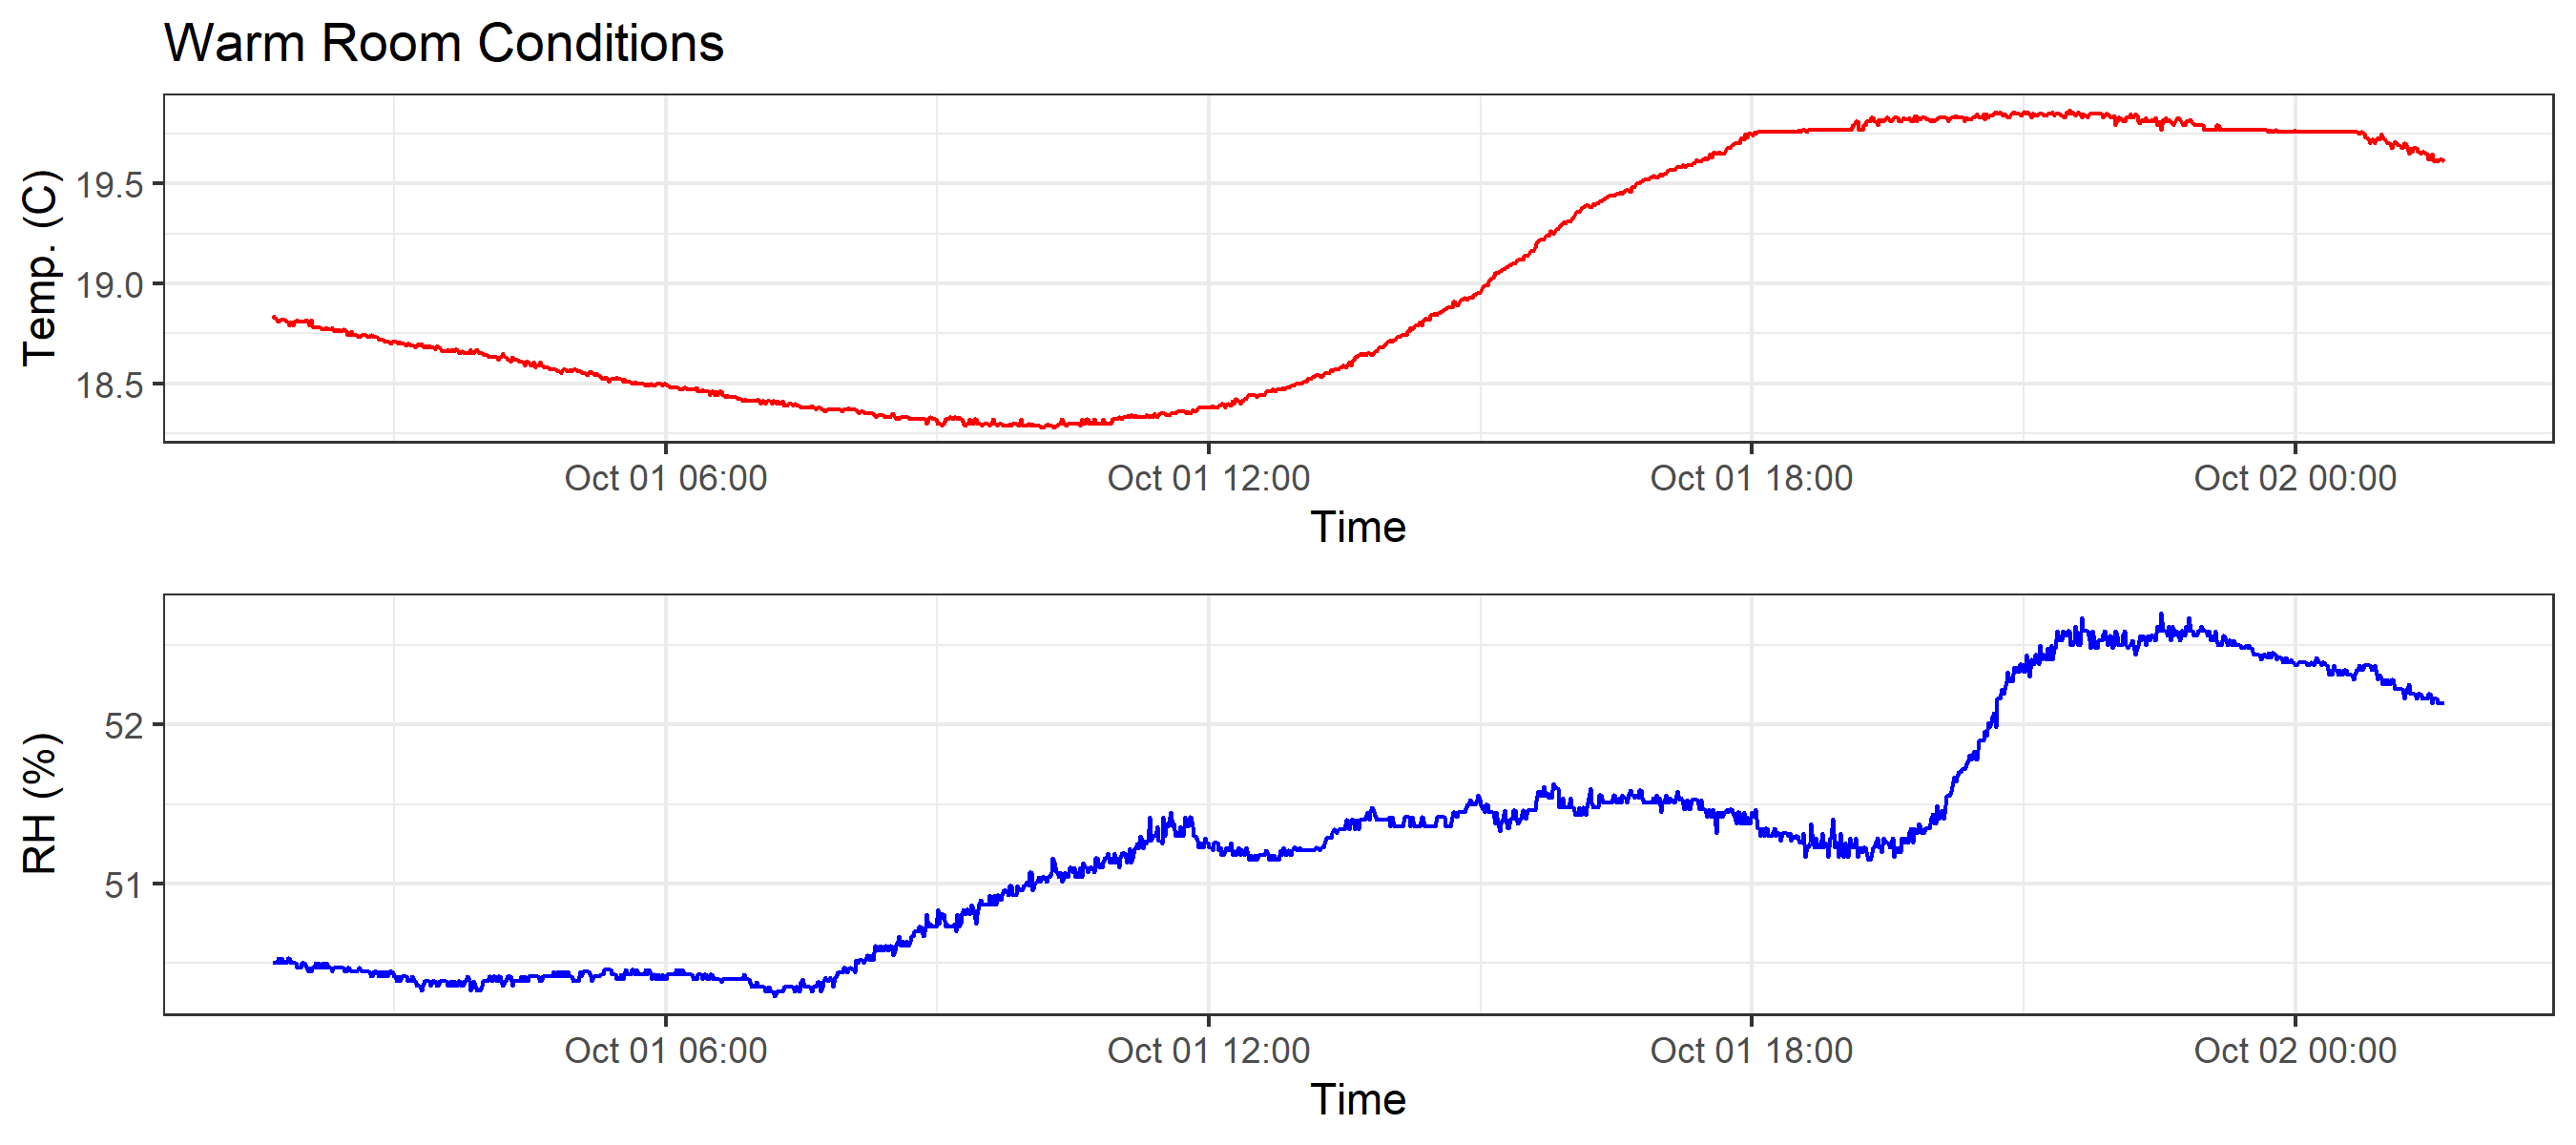 Warm Room Conditions
Temp. (C)
19.5
19.0
18.5
Oct 01 06:00 Oct 01 12:00 Oct 01 18:00 Oct 02 00:00
Time
RH (%)
52
51
Oct 01 06:00 Oct 01 12:00 Oct 01 18:00 Oct 02 00:00
Time